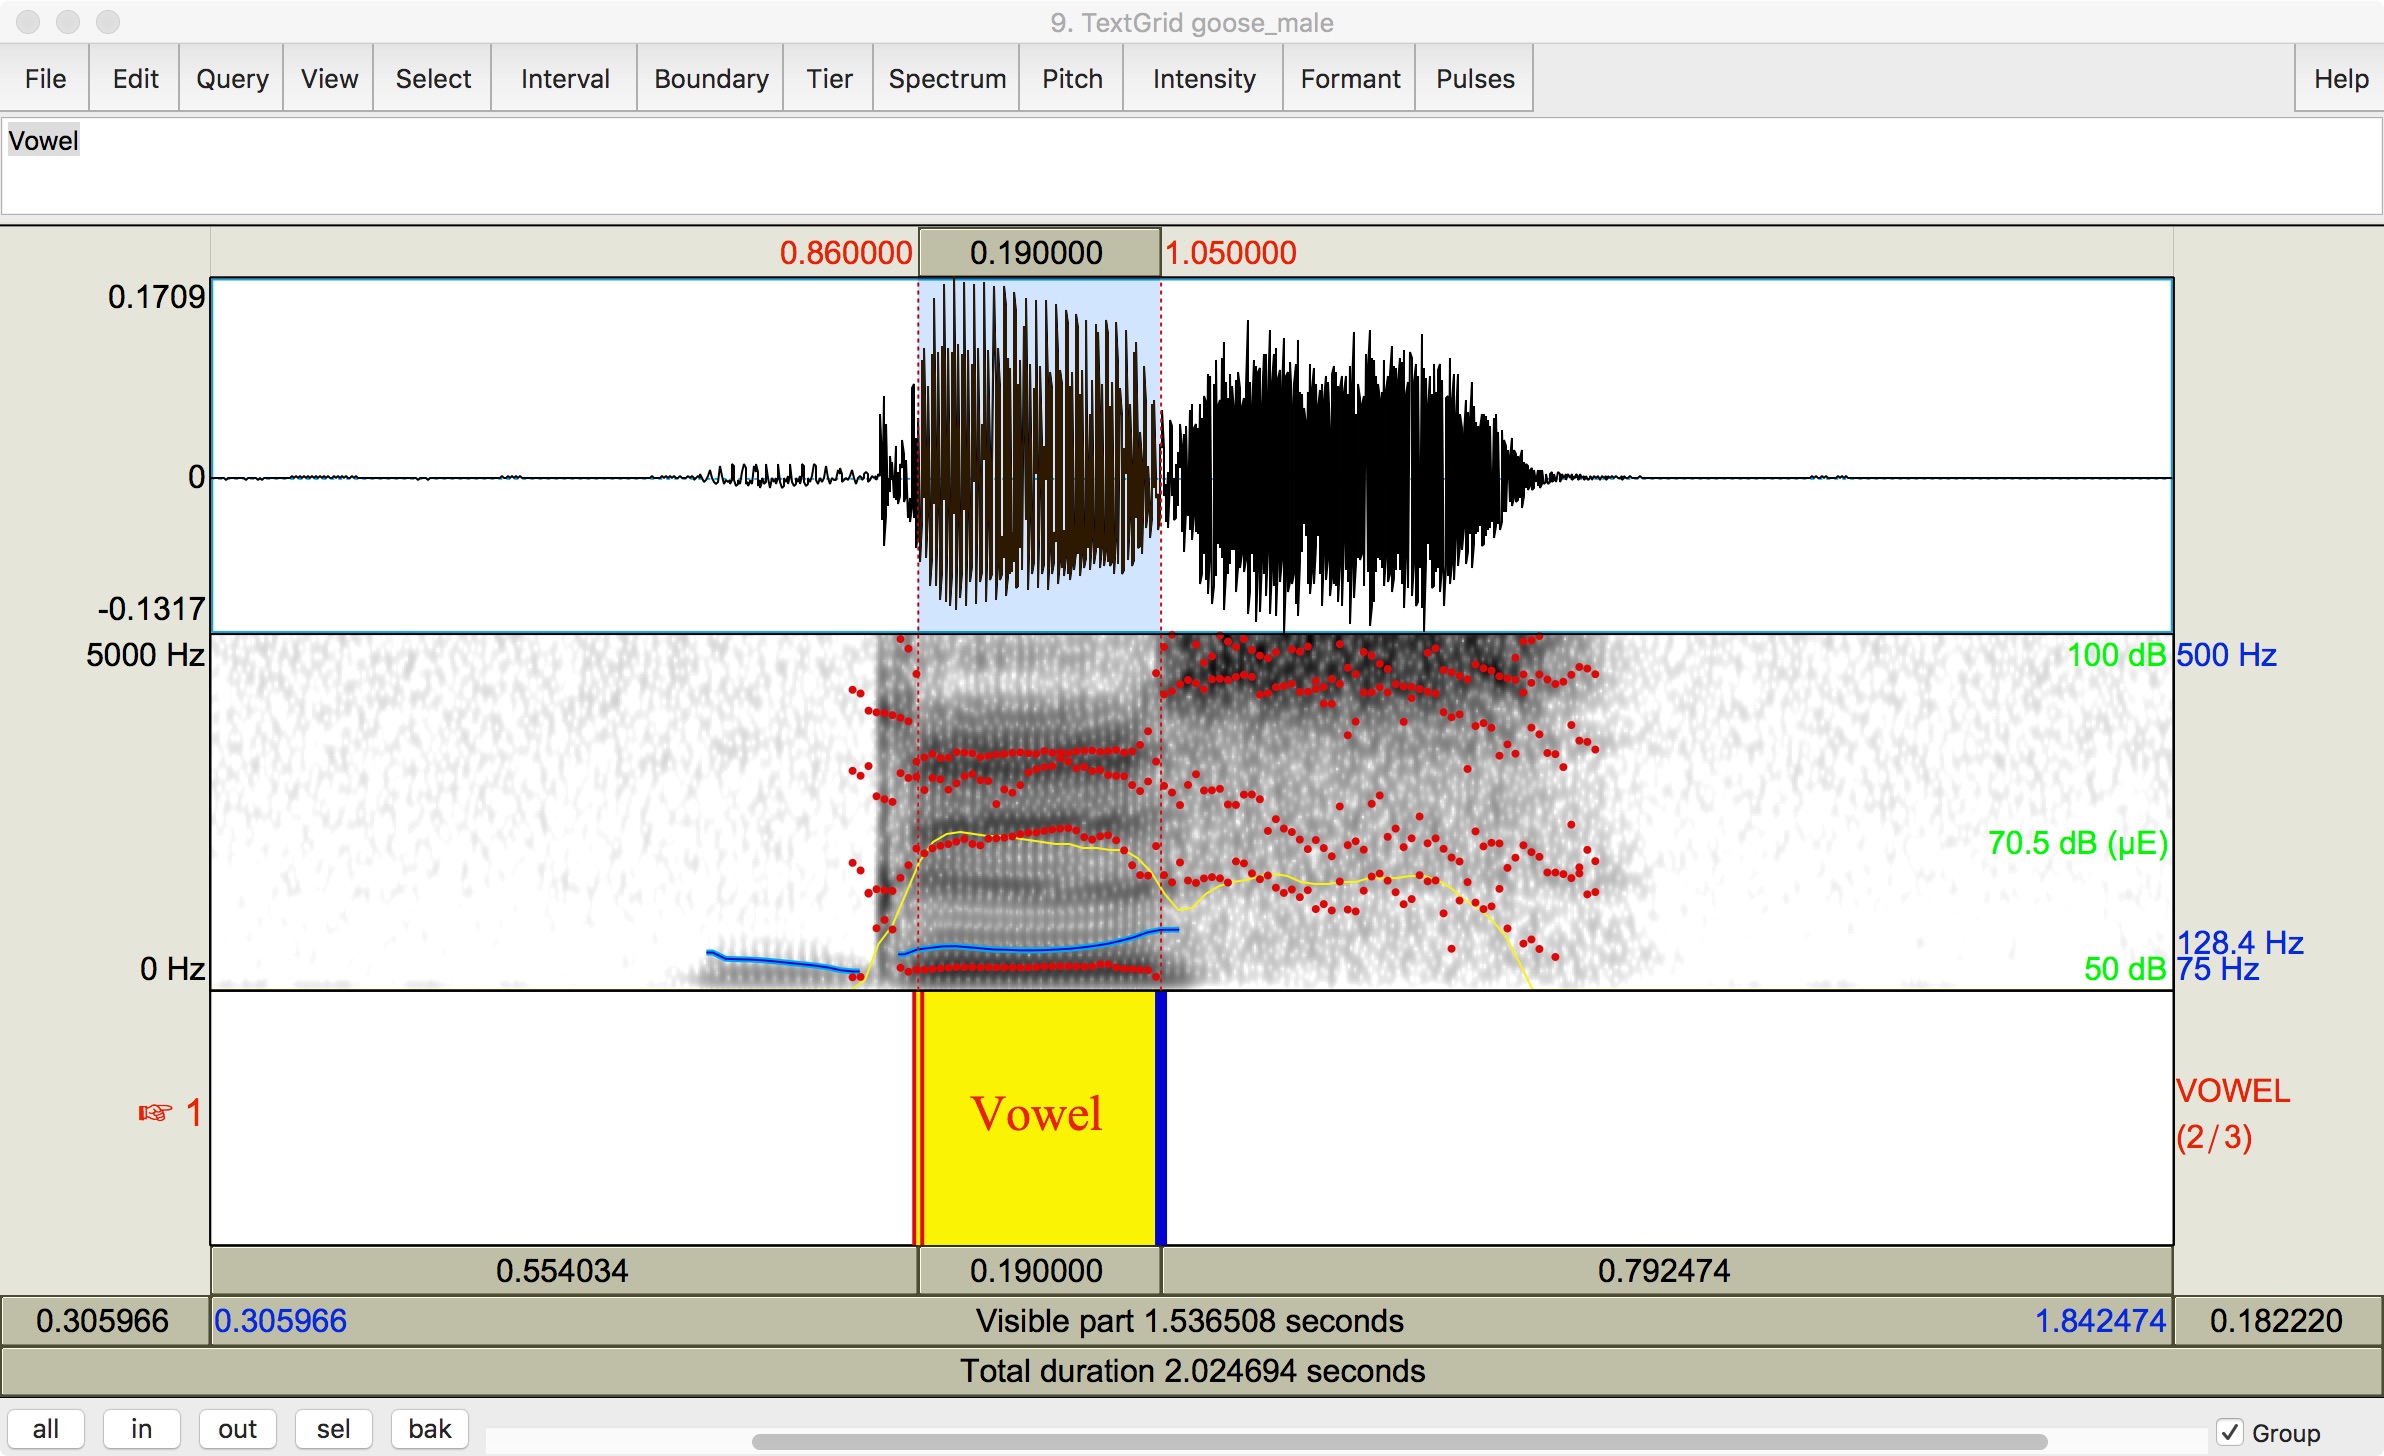 9. TextGrid goose_male
File Edit Query View Select Interval Boundary Tier Spectrum Pitch Intensity Formant Pulses Help
Vowel
0.860000 0.190000 1.050000
0.1709
0
-0.1317
5000 Hz 100 dB 500 Hz
70.5 dB (µE)
128.4 Hz
0 Hz 50 dB 75 Hz
☞ 1 Vowel VOWEL
(2/3)
0.554034 0.190000 0.792474
0.305966 0.305966 Visible part 1.536508 seconds 1.842474 0.182220
Total duration 2.024694 seconds
all in out sel bak Group